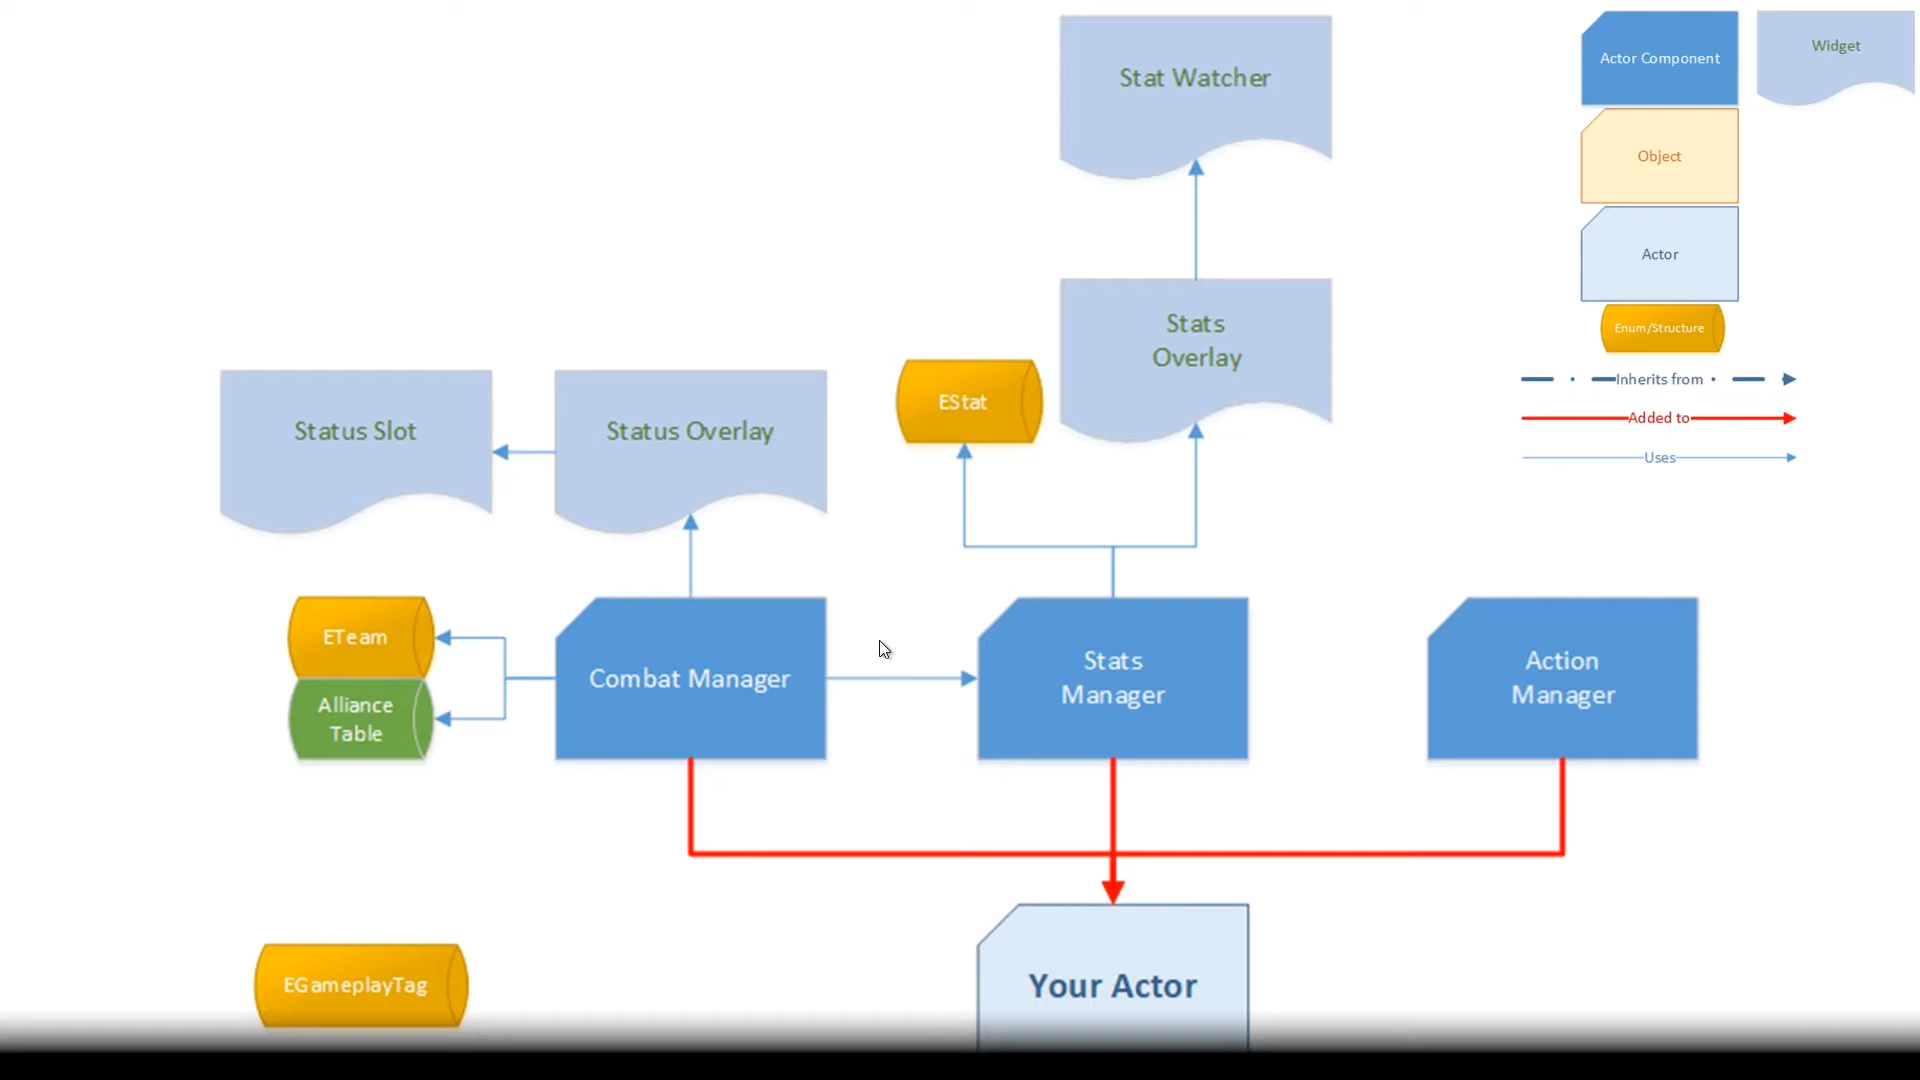 Stat Watcher
Actor Component
Widget
Object
Actor
Enum/Structure
Inherits from
Added to
Uses
Stats
Overlay
EStat
Status Slot
Status Overlay
ETeam
Alliance
Table
Combat Manager
Stats
Manager
Action
Manager
EGameplayTag
Your Actor